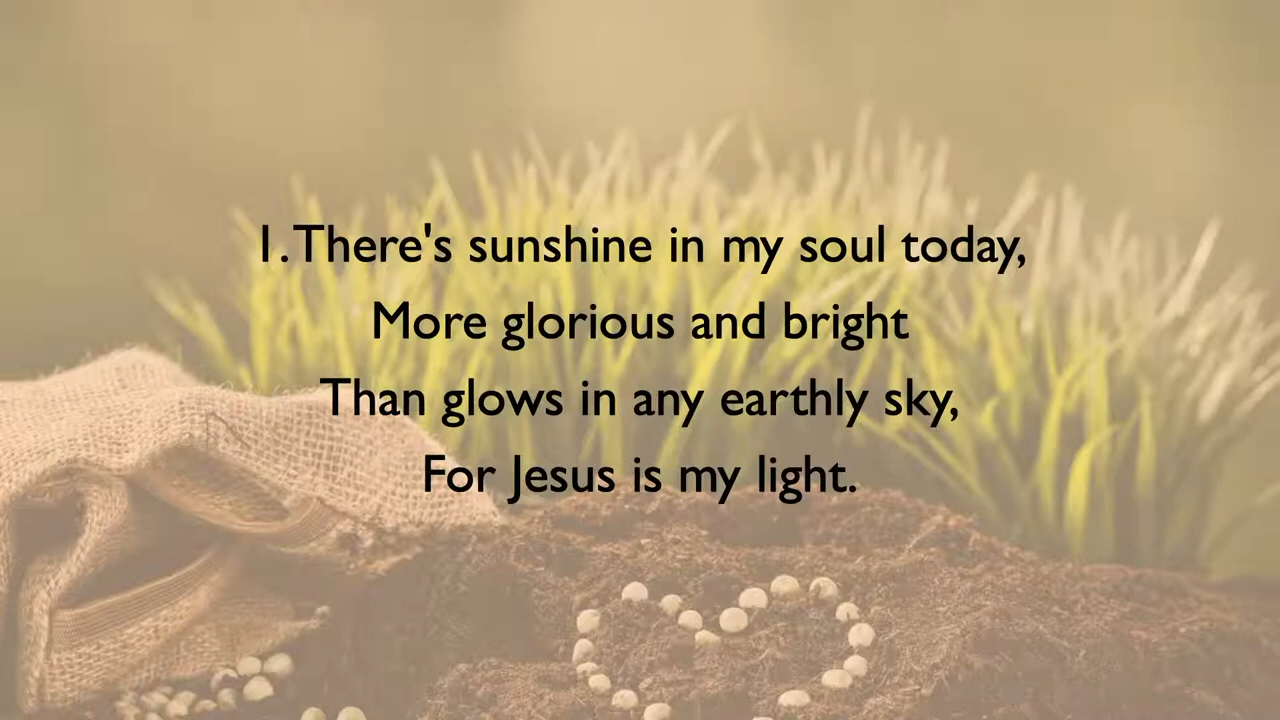 1. There's sunshine in my soul today,
More glorious and bright
Than glows in any earthly sky,
For Jesus is my light.